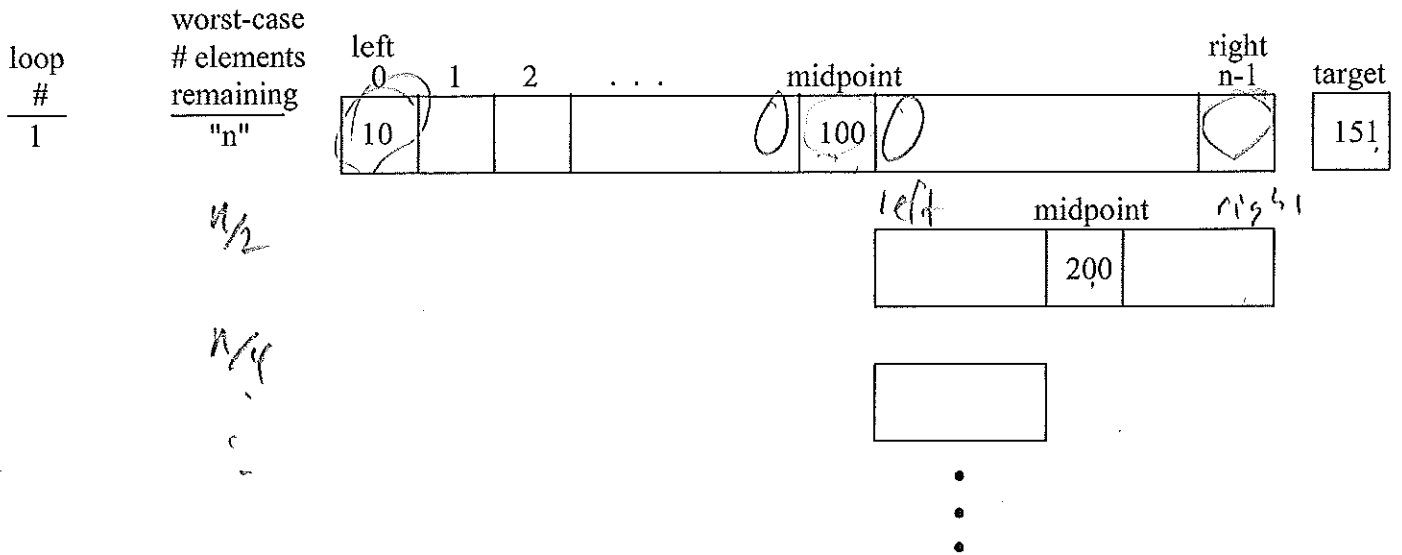 loop
#
1
worst-case
# elements
remaining
"n"
left
0 1 2 . . . midpoint right
n-1
target
10 100 151
n/2
left midpoint right
200
n/4